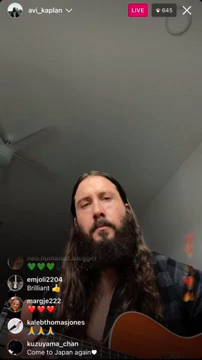 avi_kaplan
LIVE
645
emjoli2204
Brilliant 👍
margje222
❤️❤️❤️
kalebthomasjones
🙏🙏🙏
kuzuyama_chan
Come to Japan again🤍